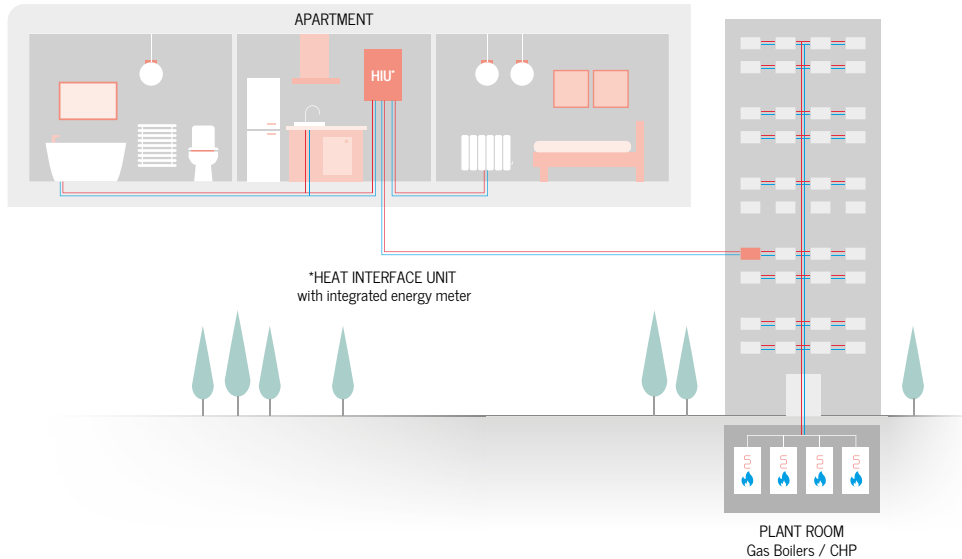 APARTMENT
HIU*
*HEAT INTERFACE UNIT
with integrated energy meter
PLANT ROOM
Gas Boilers / CHP